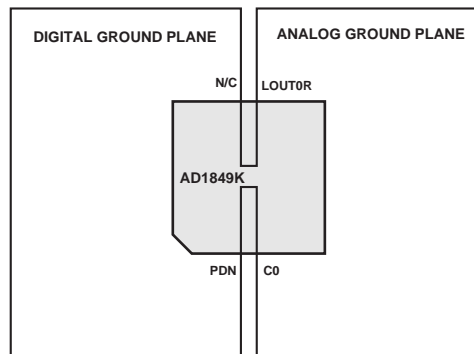 DIGITAL GROUND PLANE
ANALOG GROUND PLANE
N/C
LOUT0R
AD1849K
PDN
C0